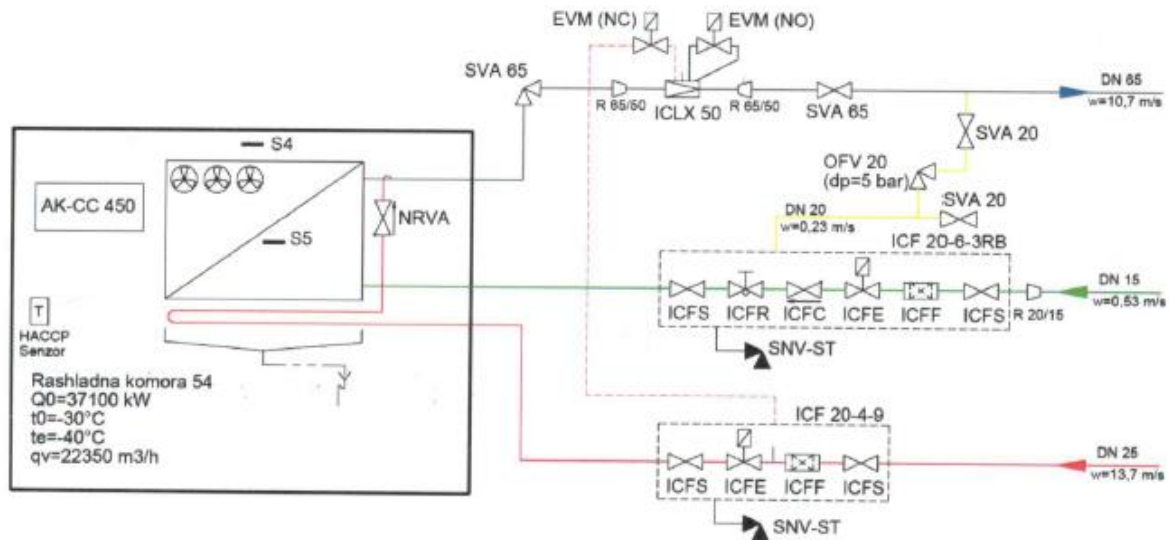 EVM (NC)
EVM (NO)
SVA 65
R 65/50
ICLX 50
R 65/50
SVA 65
DN 65
w=10,7 m/s
SVA 20
OFV 20
(dp=5 bar)
SVA 20
DN 20
w=0,23 m/s
S4
AK-CC 450
S5
NRVA
ICF 20-6-3RB
DN 15
w=0,53 m/s
ICFS
ICFR
ICFC
ICFE
ICFF
ICFS
R 20/15
SNV-ST
T
HACCP
Senzor
Rashladna komora 54
Q0=37100 kW
t0=-30°C
te=-40°C
qv=22350 m3/h
ICF 20-4-9
DN 25
w=13,7 m/s
ICFS
ICFE
ICFF
ICFS
SNV-ST